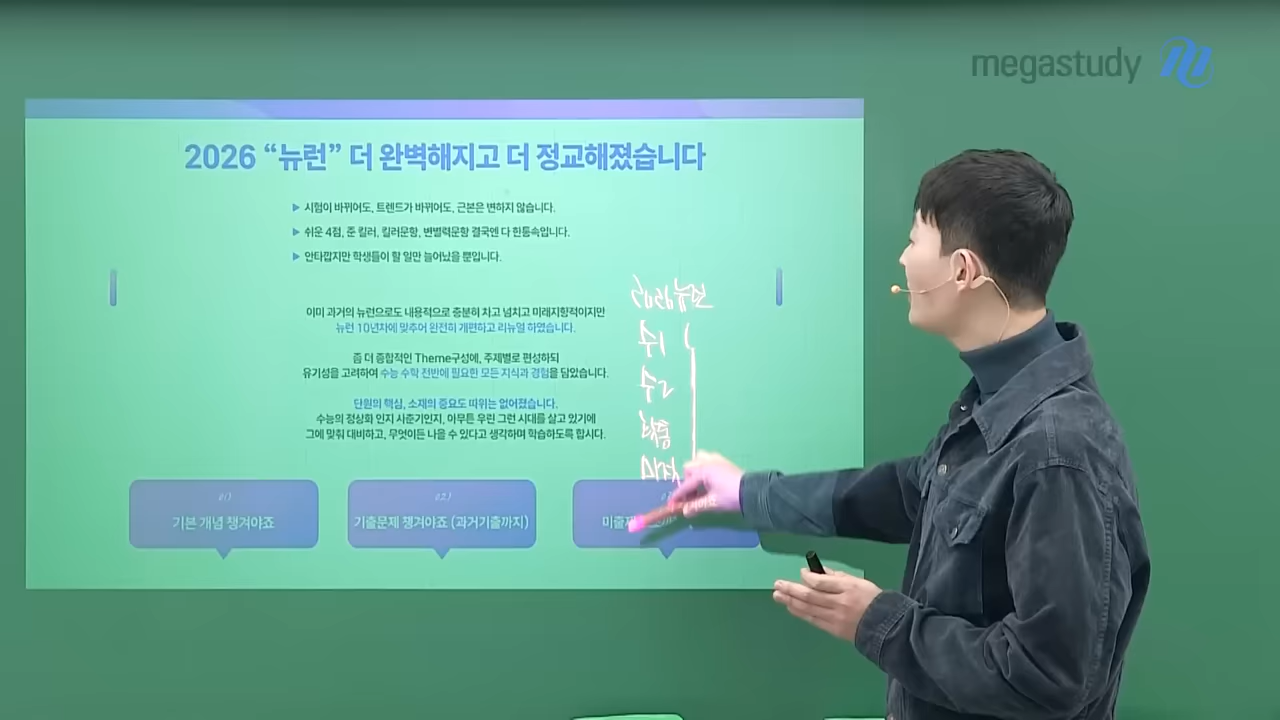 megastudy
2026 “뉴런” 더 완벽해지고 더 정교해졌습니다
▶ 시험이 바뀌어도, 트렌드가 바뀌어도, 근본은 변하지 않습니다.
▶ 쉬운 4점, 준 킬러, 킬러문항, 변별력문항 결국엔 다 한통속입니다.
▶ 안타깝지만 학생들이 할 일만 늘어났을 뿐입니다.
이미 과거의 뉴런으로도 내용적으로 충분히 차고 넘치고 미래지향적이지만
뉴런 10년차에 맞추어 완전히 개편하고 리뉴얼 하였습니다.
좀 더 종합적인 Theme구성에, 주제별로 편성하되
유기성을 고려하여 수능 수학 전반에 필요한 모든 지식과 경험을 담았습니다.
단원의 핵심, 소재의 중요도 따위는 없어졌습니다.
수능의 정상화 인지 사춘기인지, 아무튼 우린 그런 시대를 살고 있기에
그에 맞춰 대비하고, 무엇이든 나올 수 있다고 생각하며 학습하도록 합시다.
뉴런
수1
수2
확통
미적
01)
기본 개념 챙겨야죠
02)
기출문제 챙겨야죠 (과거기출까지)